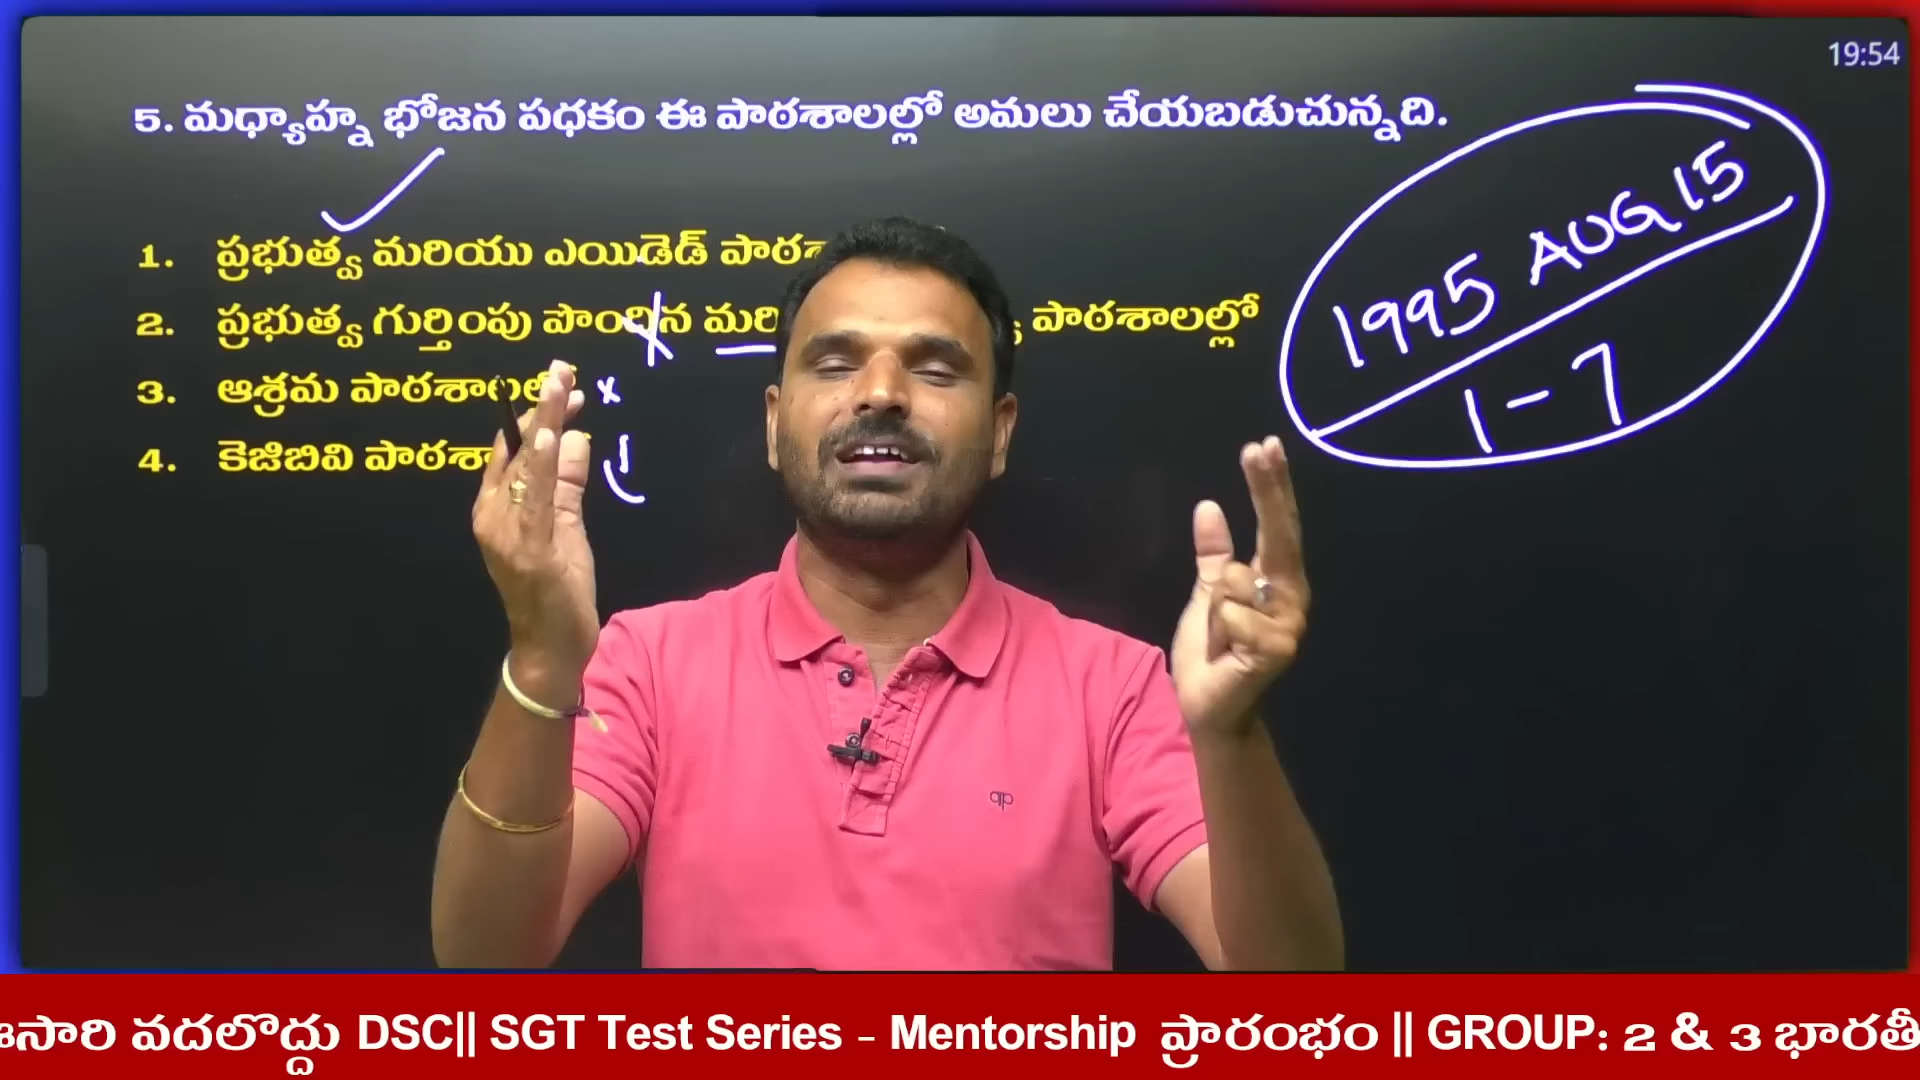 19:54
5. మధ్యాహ్న భోజన పధకం ఈ పాఠశాలల్లో అమలు చేయబడుచున్నది.
1995 AUG 15
1-7
1. ప్రభుత్వ మరియు ఎయిడెడ్
2. ప్రభుత్వ గుర్తింపు పొందిన పాఠశాలల్లో
3. ఆశ్రమ
4. కెజిబివి
వదలొద్దు DSC|| SGT Test Series - Mentorship ప్రారంభం || GROUP: 2 & 3